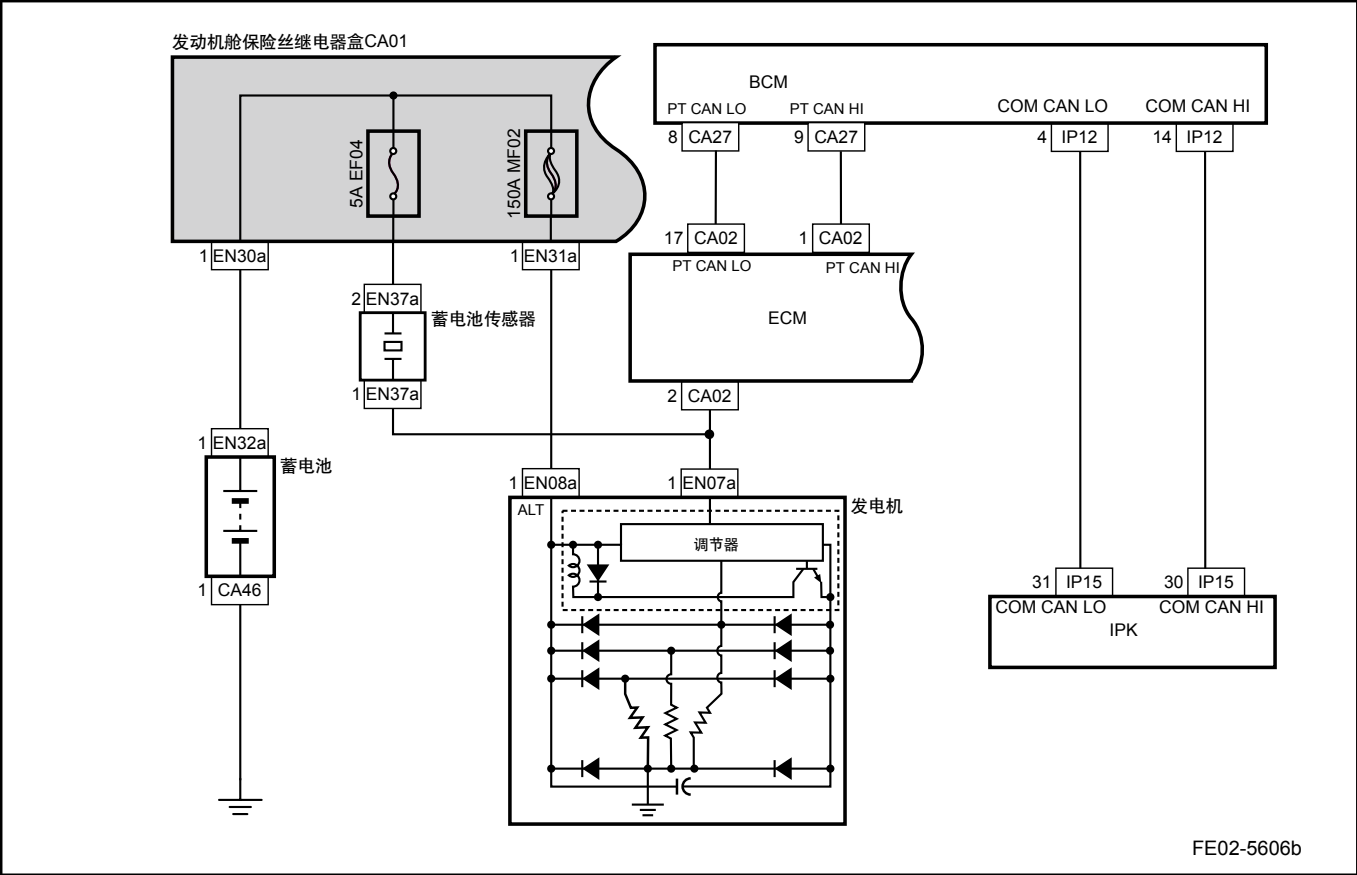 发动机舱保险丝继电器盒CA01
BCM
PT CAN LO
PT CAN HI
COM CAN LO
COM CAN HI
8 CA27
9 CA27
4 IP12
14 IP12
5A EF04
150A MF02
1 EN30a
1 EN31a
17 CA02
1 CA02
PT CAN LO
PT CAN HI
ECM
2 EN37a
蓄电池传感器
1 EN37a
2 CA02
1 EN32a
蓄电池
1 EN08a
1 EN07a
ALT
发电机
调节器
1 CA46
31 IP15
30 IP15
COM CAN LO
COM CAN HI
IPK
FE02-5606b